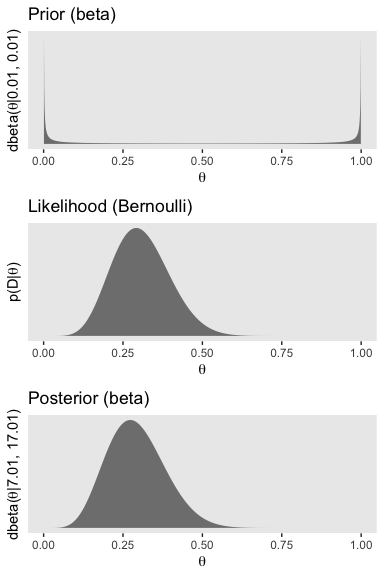 Prior (beta)
dbeta(θ|0.01, 0.01)
0.00 0.25 0.50 0.75 1.00
θ
Likelihood (Bernoulli)
p(D|θ)
0.00 0.25 0.50 0.75 1.00
θ
Posterior (beta)
dbeta(θ|7.01, 17.01)
0.00 0.25 0.50 0.75 1.00
θ